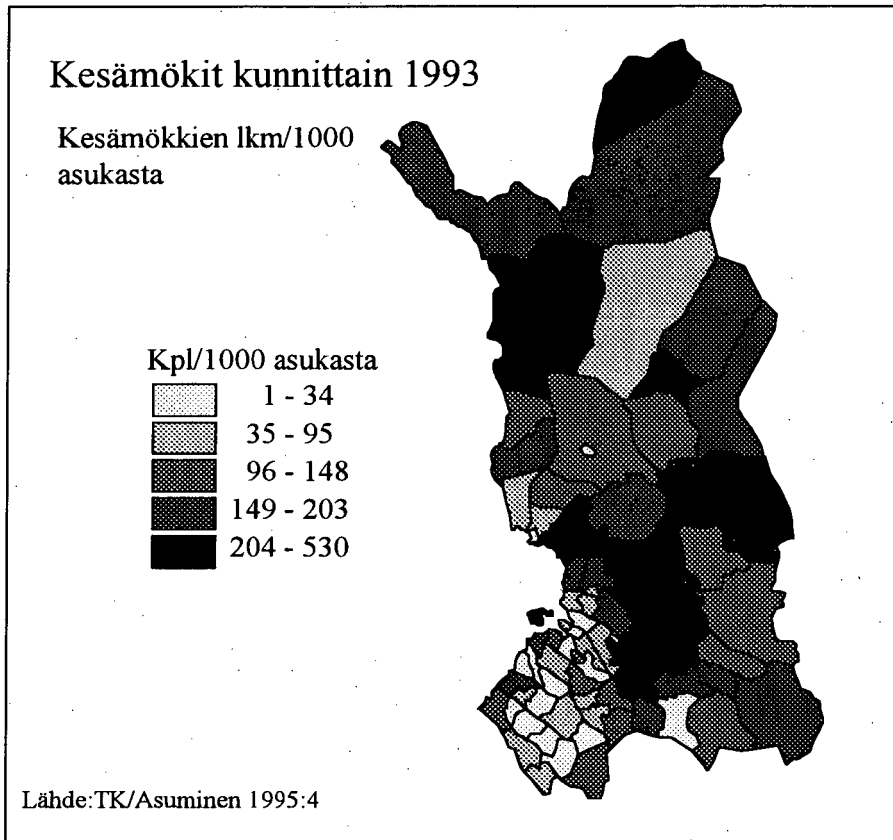 Kesämökit kunnittain 1993
Kesämökkien lkm/1000
asukasta
Kpl/1000 asukasta
1 - 34
35 - 95
96 - 148
149 - 203
204 - 530
Lähde:TK/Asuminen 1995:4